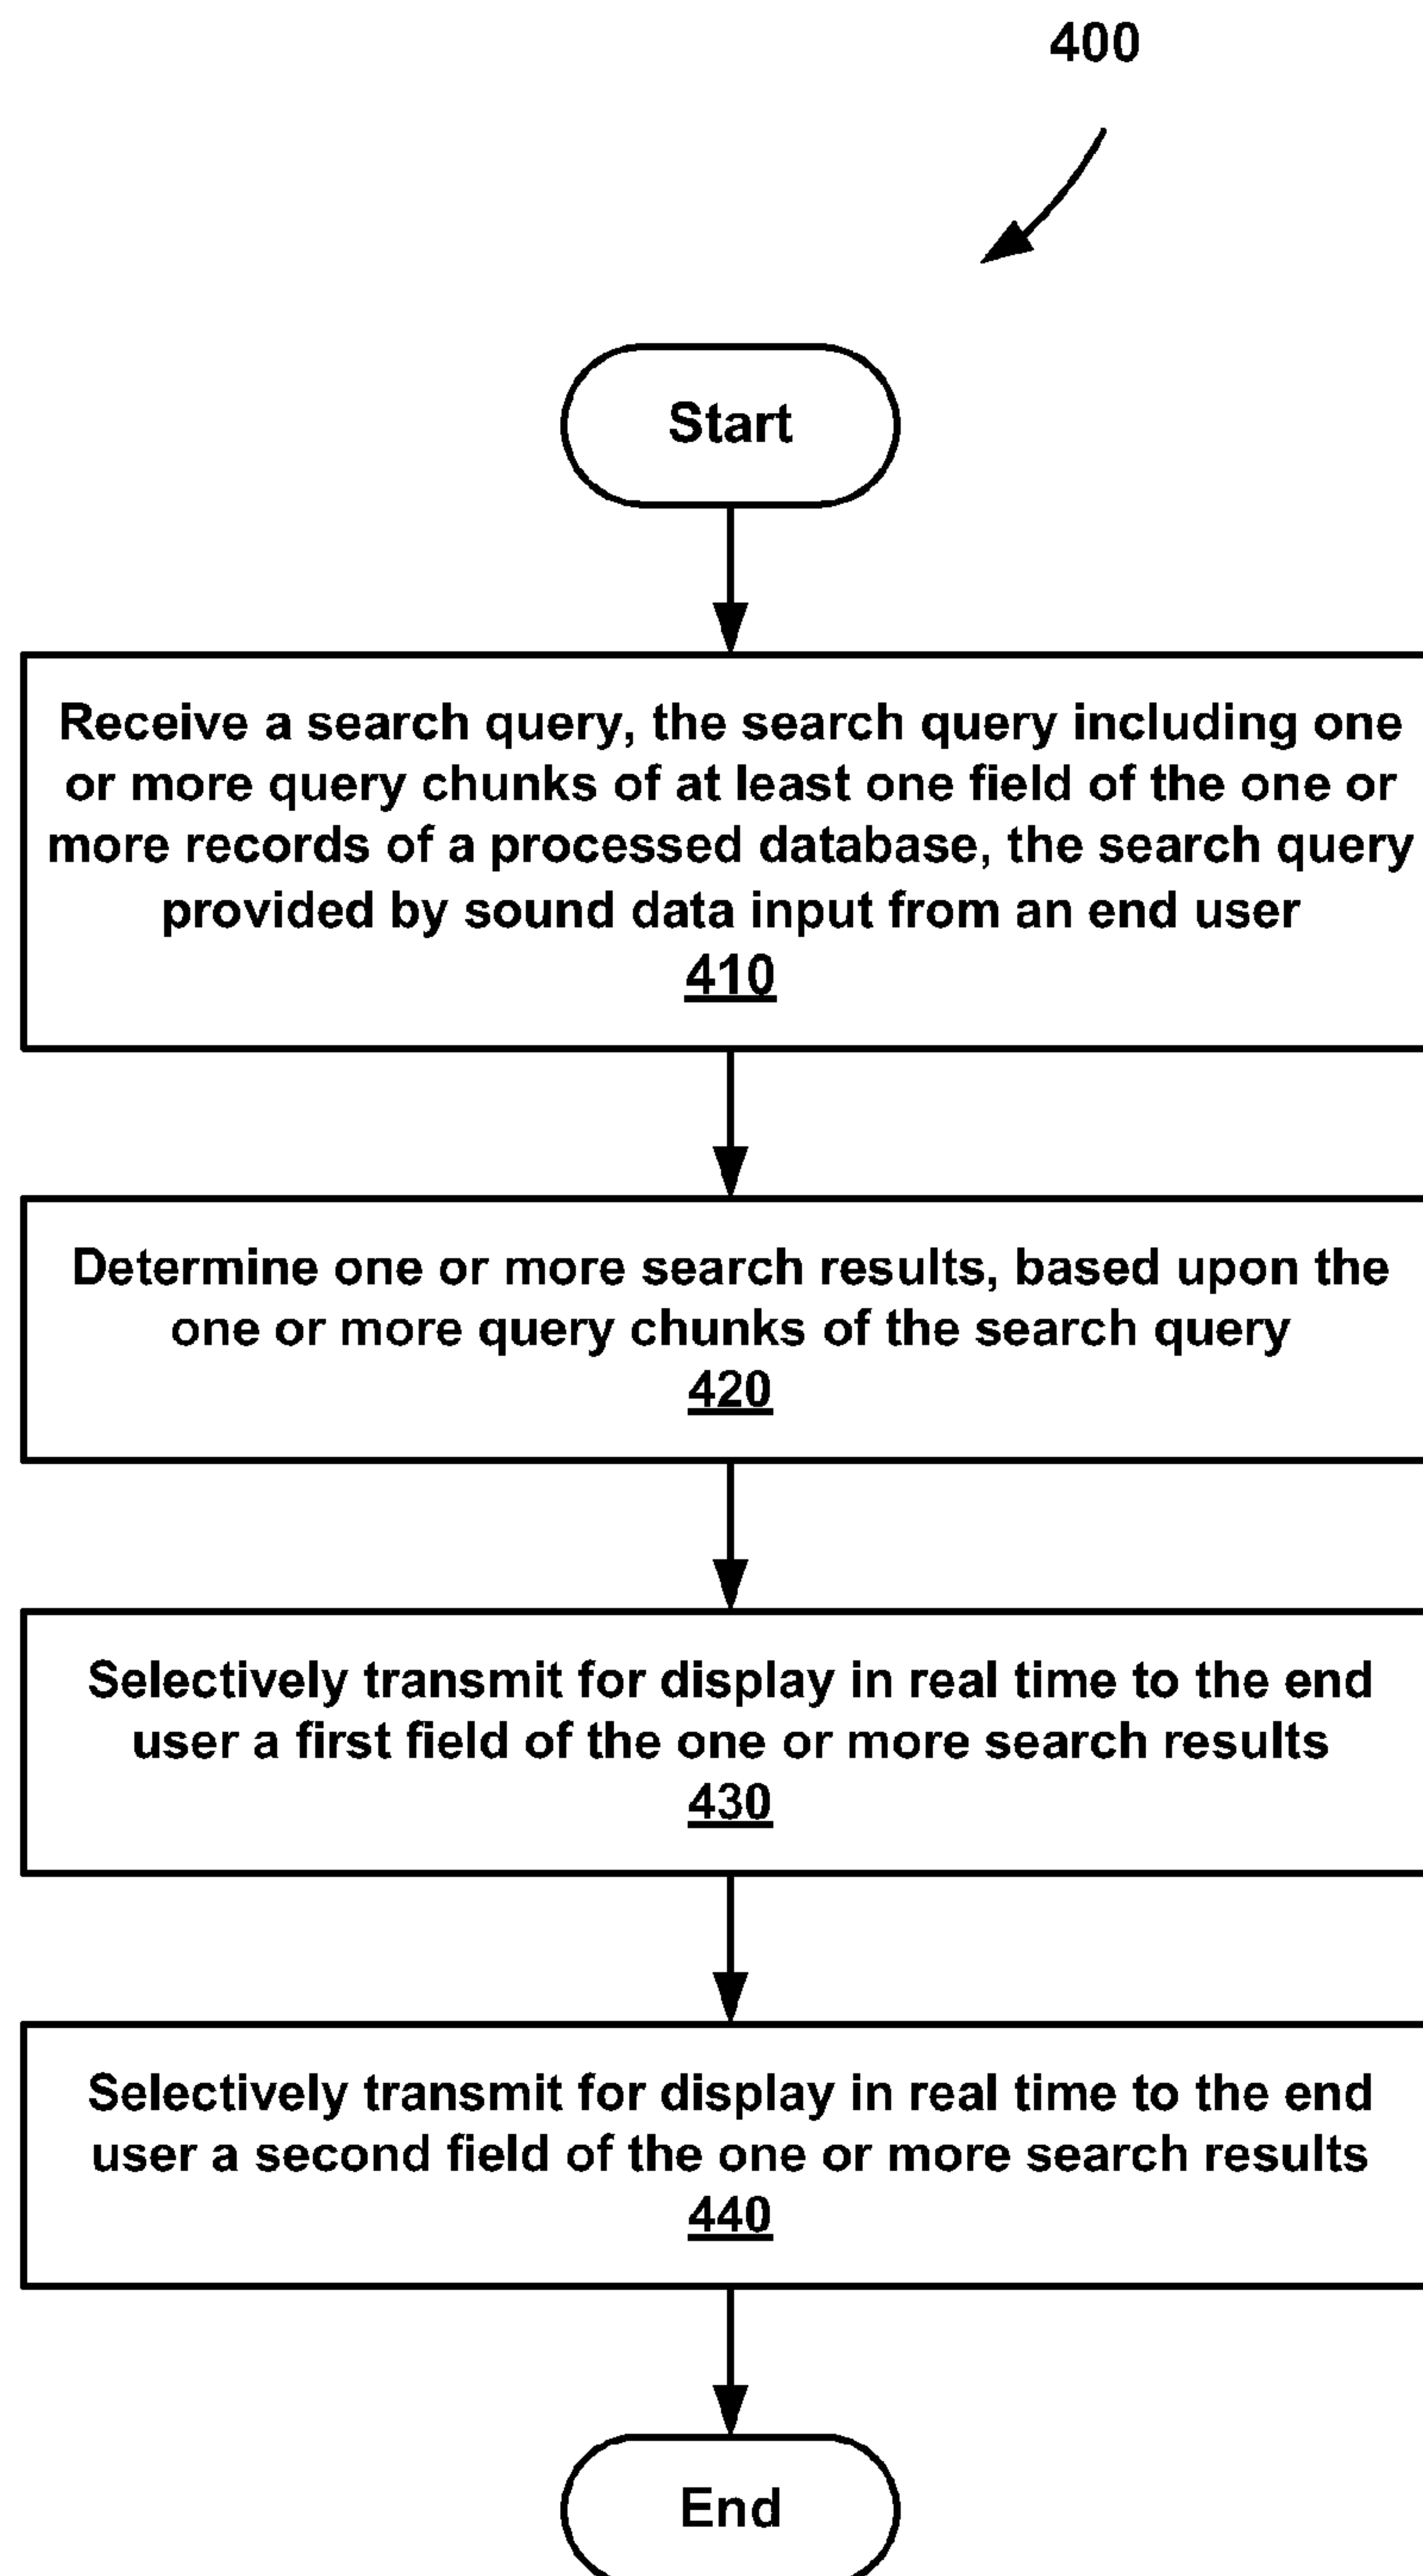 400
Start
Receive a search query, the search query including one
or more query chunks of at least one field of the one or
more records of a processed database, the search query
provided by sound data input from an end user
410
Determine one or more search results, based upon the
one or more query chunks of the search query
420
Selectively transmit for display in real time to the end
user a first field of the one or more search results
430
Selectively transmit for display in real time to the end
user a second field of the one or more search results
440
End